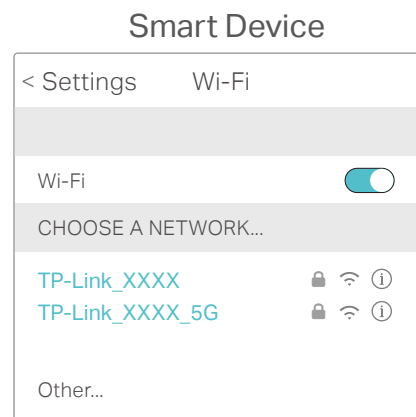 Smart Device
< Settings Wi-Fi
Wi-Fi
CHOOSE A NETWORK...
TP-Link_XXXX
TP-Link_XXXX_5G
Other...